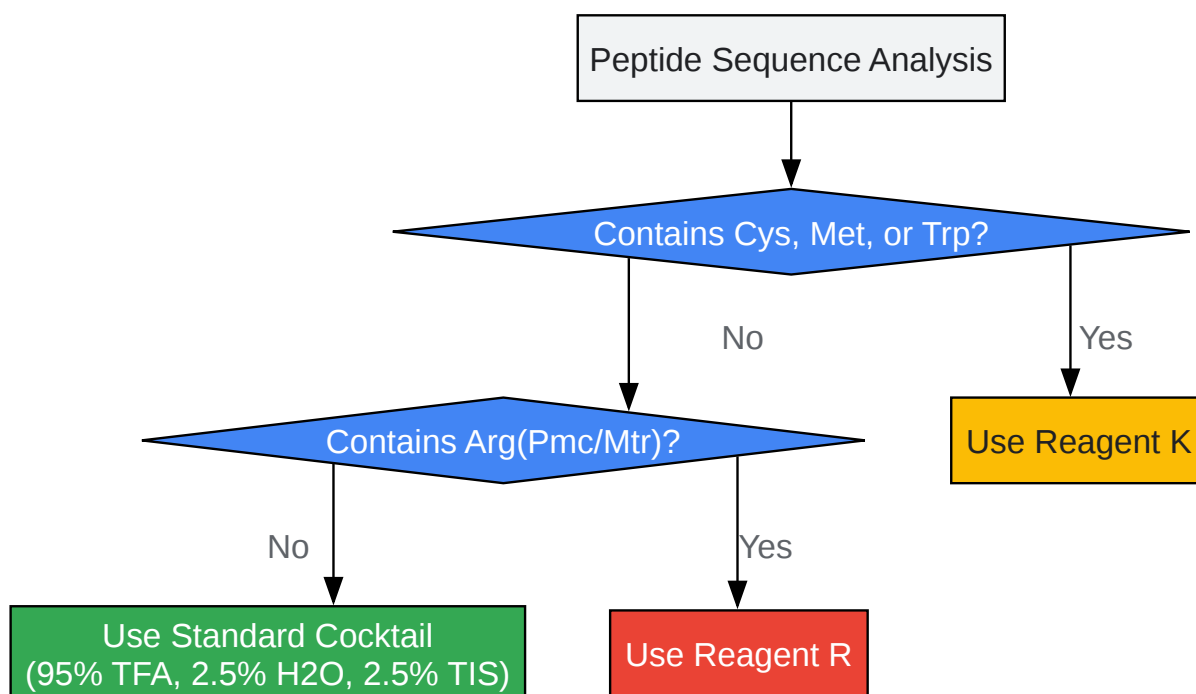 Peptide Sequence Analysis
Contains Cys, Met, or Trp?
No
Yes
Contains Arg(Pmc/Mtr)?
Use Reagent K
No
Yes
Use Standard Cocktail
(95% TFA, 2.5% H2O, 2.5% TIS)
Use Reagent R